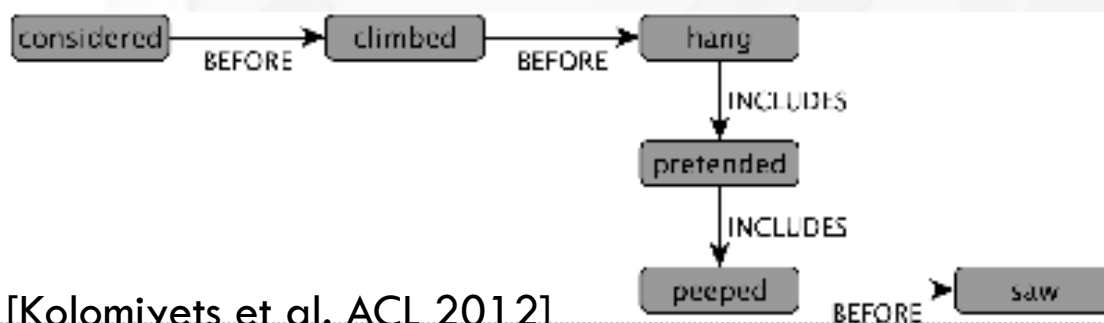 considered climbed hang
BEFORE BEFORE
INCLUDES
pretended
INCLUDES
peeped saw
BEFORE
[Kolomiyets et al. ACL 2012]